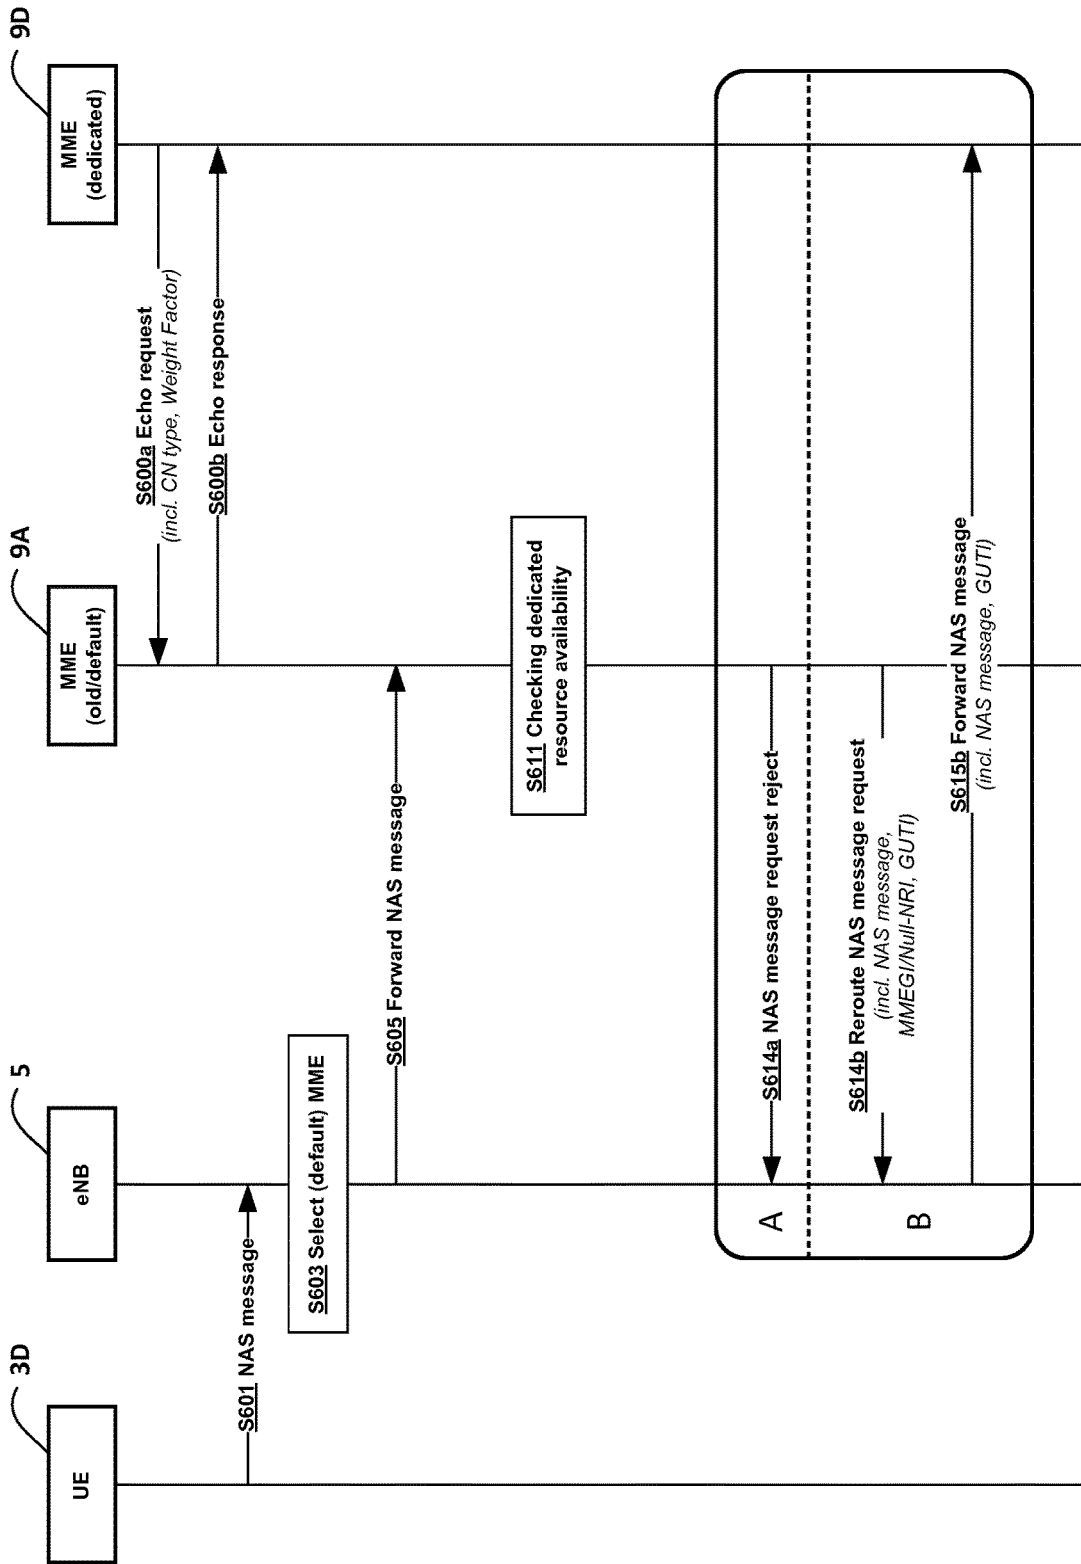 3D
5
9A
9D
UE
eNB
MME
(old/default)
MME
(dedicated)
S600a Echo request
(incl. CN type, Weight Factor)
S600b Echo response
S601 NAS message
S603 Select (default) MME
S605 Forward NAS message
S611 Checking dedicated
resource availability
A
S614a NAS message request reject
B
S614b Reroute NAS message request
(incl. NAS message,
MMEGI/Null-NRI, GUTI)
S615b Forward NAS message
(incl. NAS message, GUTI)